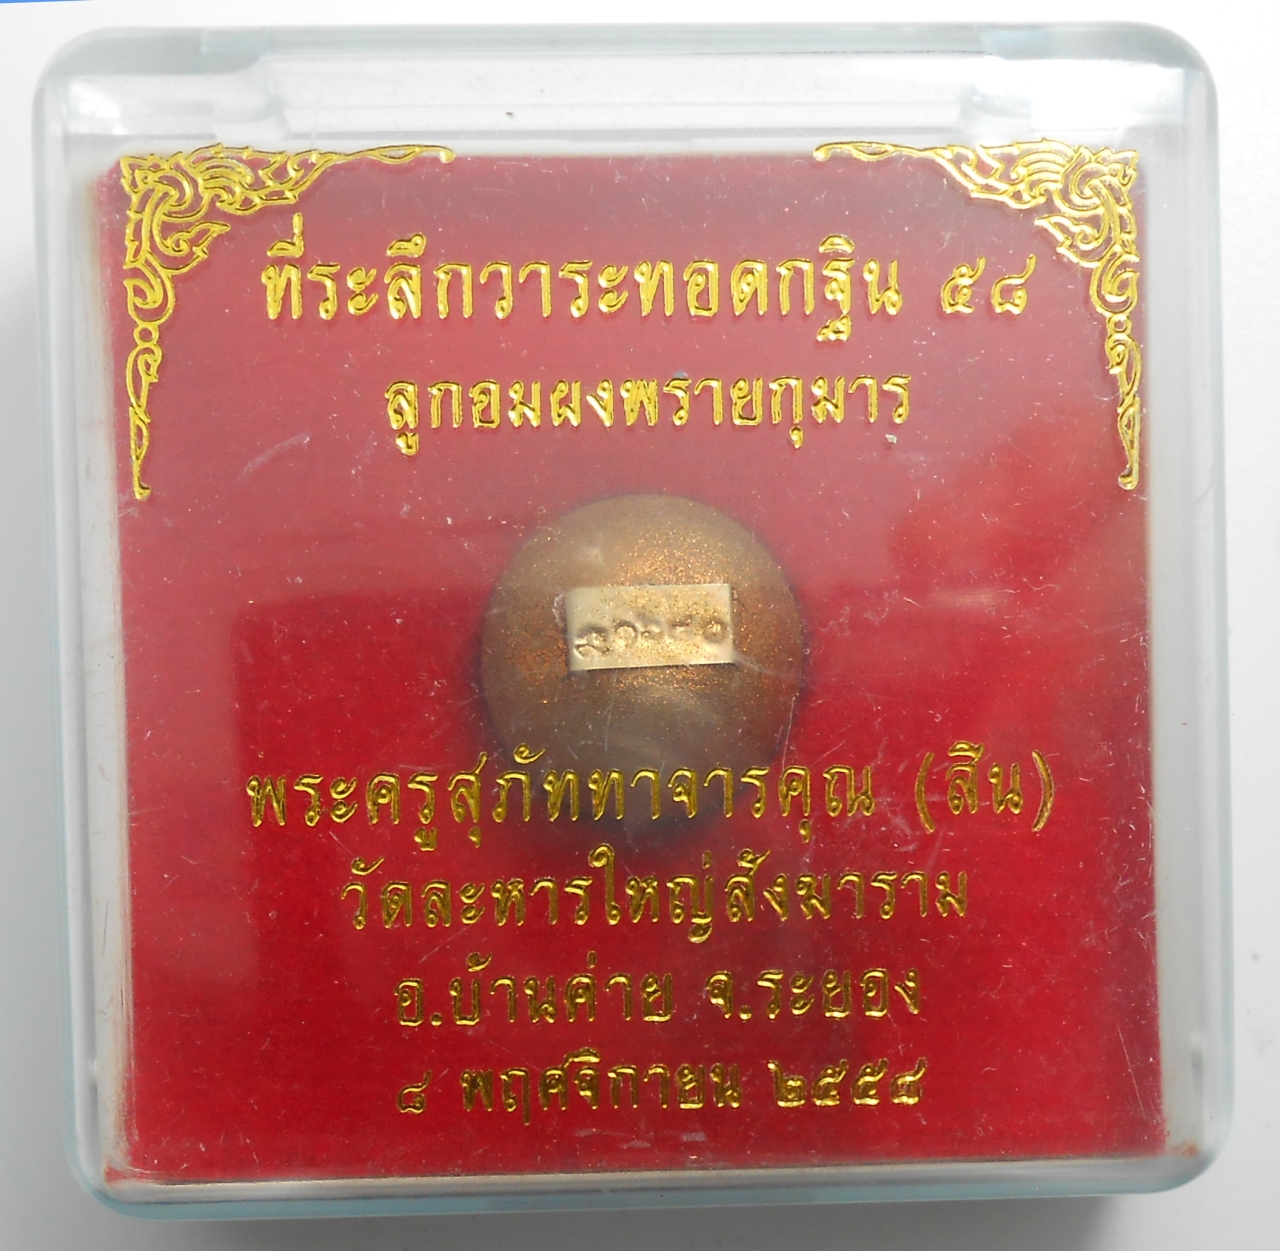 ที่ระลึกวาระทอดกฐิน ๕๘
ลูกอมผงพรายกุมาร
พระครูสุภัททาจารคุณ (สิน)
วัดละหารใหญ่สังฆาราม
อ.บ้านค่าย จ.ระยอง
๘ พฤศจิกายน ๒๕๕๘